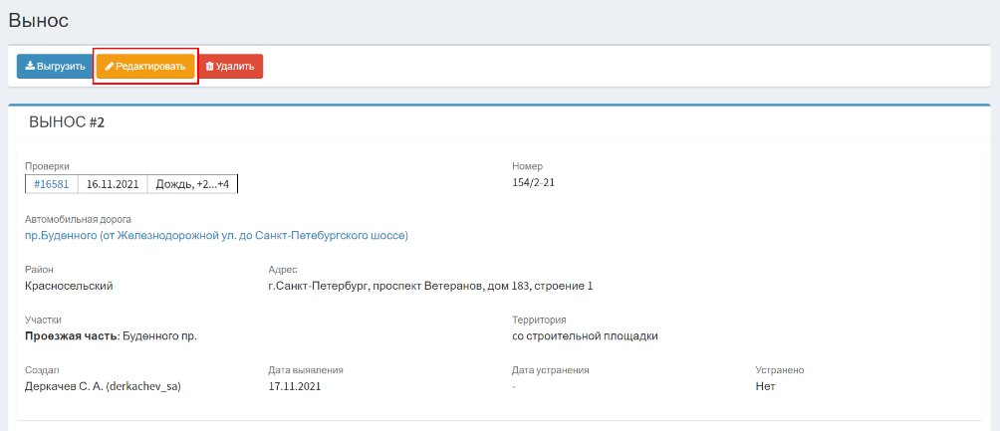 Вынос
Выгрузить Редактировать Удалить
ВЫНОС #2
Проверки Номер
#16581 16.11.2021 Дождь, +2...+4 154/2-21
Автомобильная дорога
пр.Буденного (от Железнодорожной ул. до Санкт-Петебургского шоссе)
Район Адрес
Красносельский г.Санкт-Петербург, проспект Ветеранов, дом 183, строение 1
Участки Территория
Проезжая часть: Буденного пр. со строительной площадки
Создал Дата выявления Дата устранения Устранено
Деркачев С. А. (derkachev_sa) 17.11.2021 - Нет